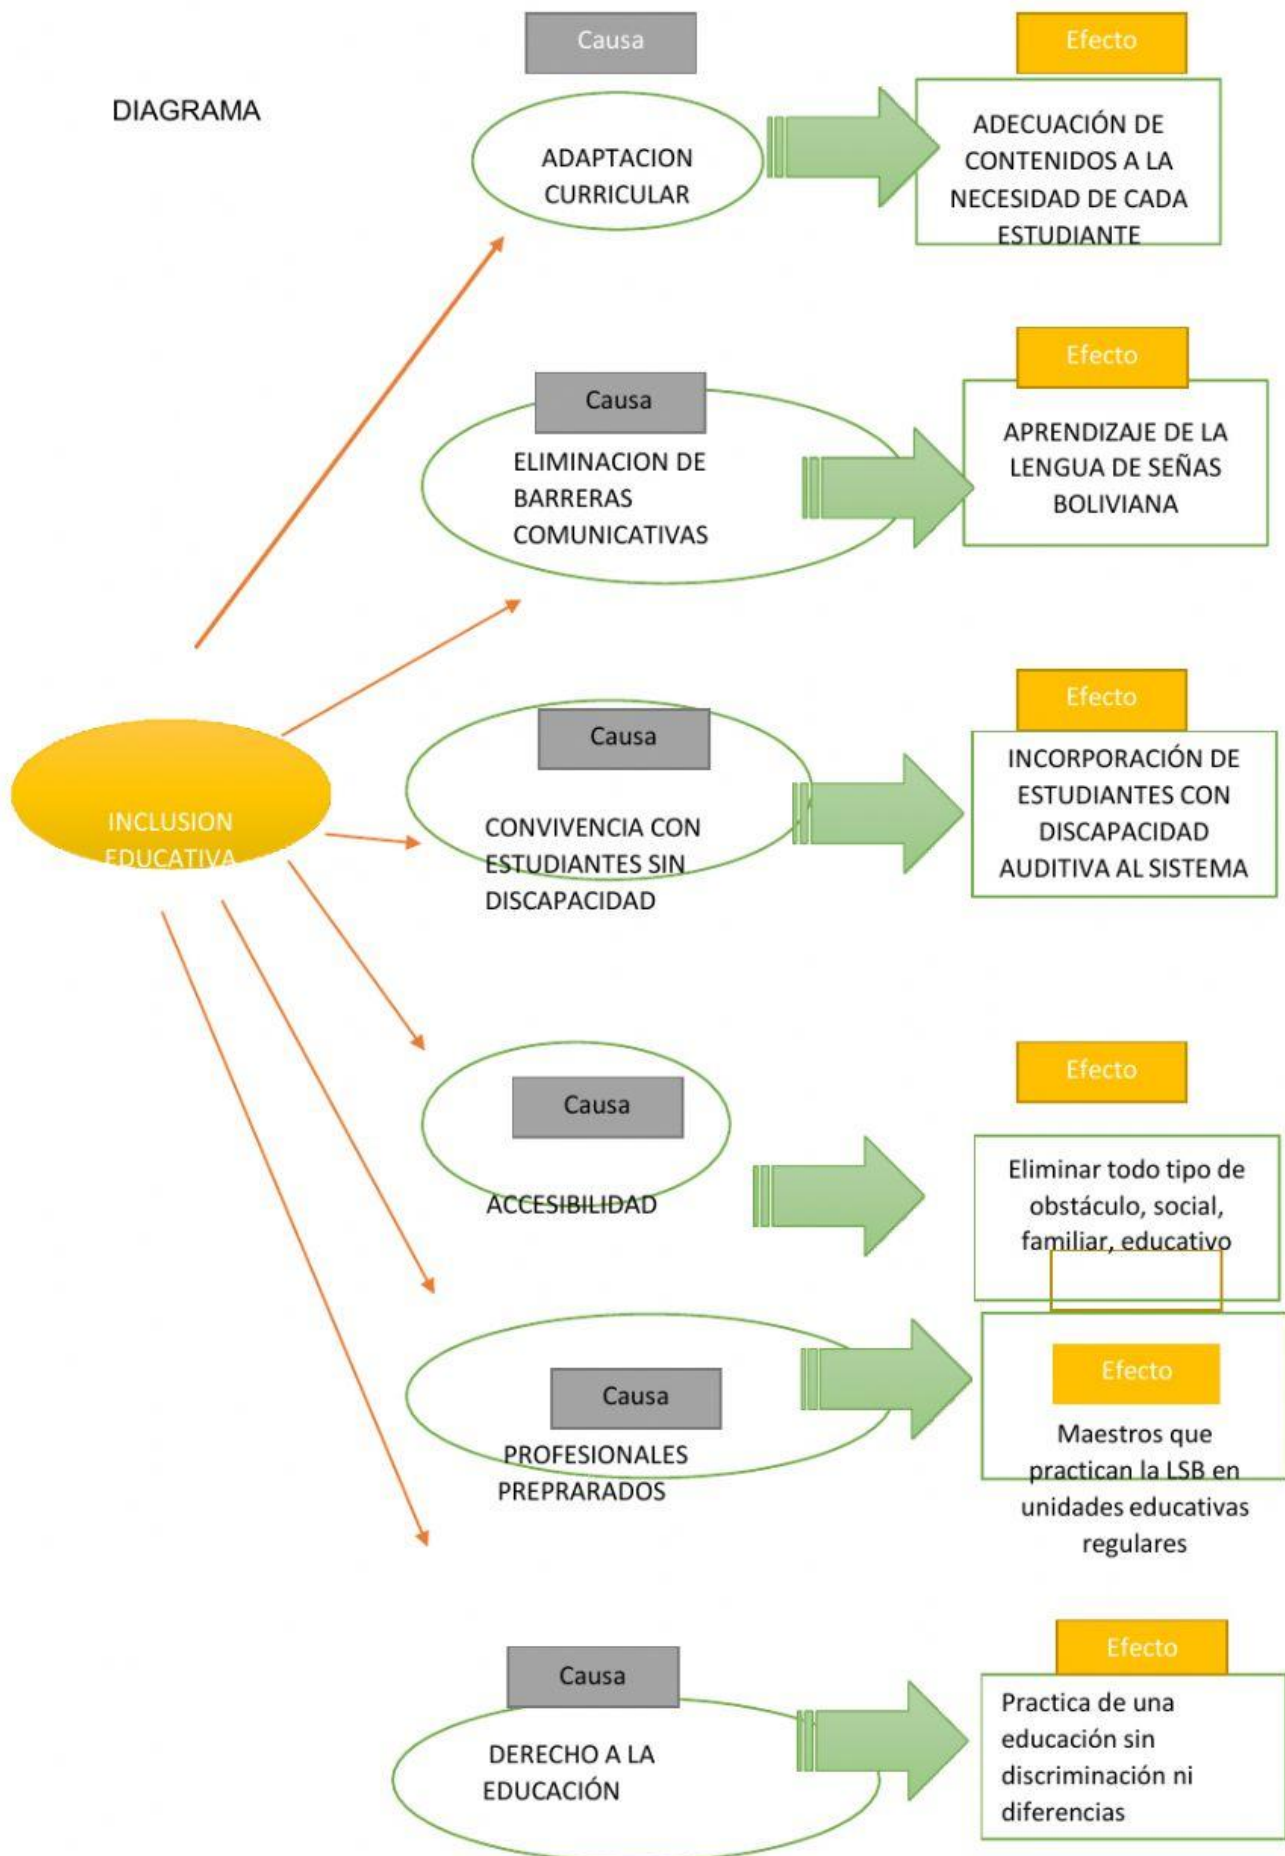 Causa
Efecto
DIAGRAMA
ADAPTACION
CURRICULAR
ADECUACIÓN DE
CONTENIDOS A LA
NECESIDAD DE CADA
ESTUDIANTE
Causa
Efecto
ELIMINACION DE
BARRERAS
COMUNICATIVAS
APRENDIZAJE DE LA
LENGUA DE SEÑAS
BOLIVIANA
INCLUSION
EDUCATIVA
Causa
Efecto
CONVIVENCIA CON
ESTUDIANTES SIN
DISCAPACIDAD
INCORPORACIÓN DE
ESTUDIANTES CON
DISCAPACIDAD
AUDITIVA AL SISTEMA
Causa
Efecto
ACCESIBILIDAD
Eliminar todo tipo de
obstáculo, social,
familiar, educativo
Causa
Efecto
PROFESIONALES
PREPRARADOS
Maestros que
practican la LSB en
unidades educativas
regulares
Causa
Efecto
DERECHO A LA
EDUCACIÓN
Practica de una
educación sin
discriminación ni
diferencias